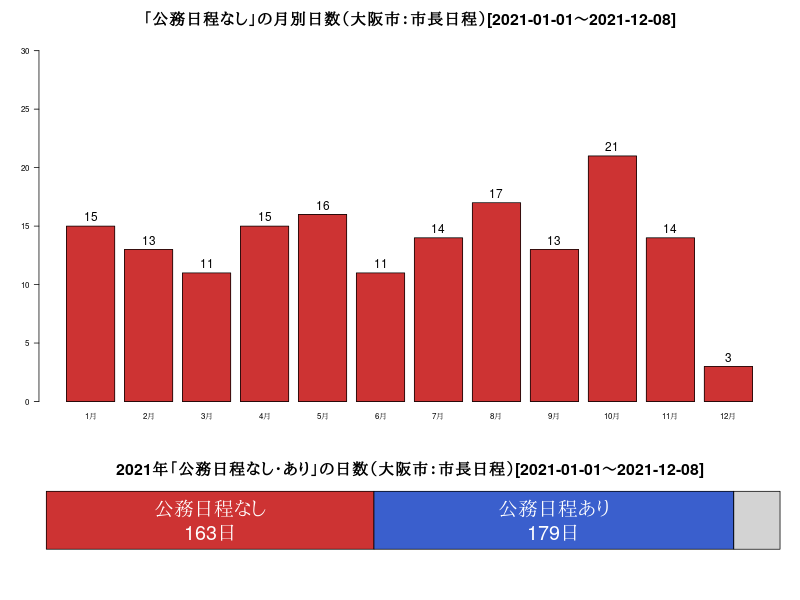 「公務日程なし」の月別日数(大阪市:市長日程)[2021-01-01〜2021-12-08]
30
25
20
15
10
5
0
15
13
11
15
16
11
14
17
13
21
14
3
1月
2月
3月
4月
5月
6月
7月
8月
9月
10月
11月
12月
2021年「公務日程なし・あり」の日数(大阪市:市長日程)[2021-01-01〜2021-12-08]
公務日程なし
163日
公務日程あり
179日